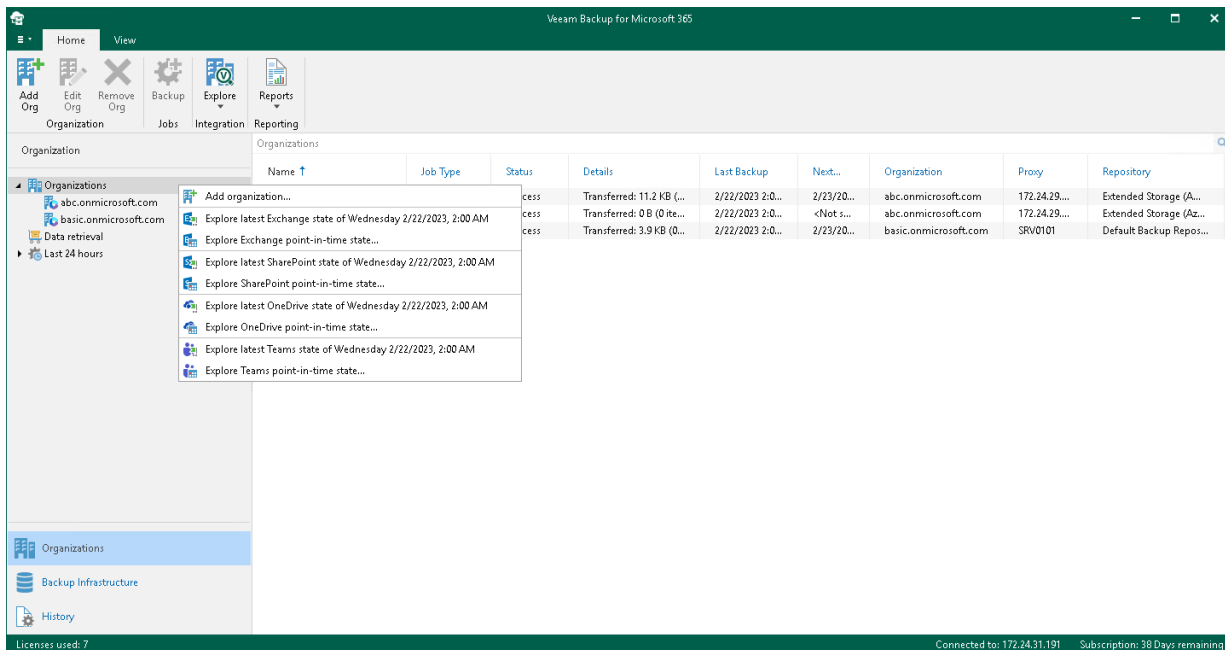 Veeam Backup for Microsoft 365
Home View
Add Org
Edit Org
Remove Org
Backup
Explore
Reports
Organization Jobs Integration Reporting
Organization
Organizations
abc.onmicrosoft.com
basic.onmicrosoft.com
Data retrieval
Last 24 hours
Add organization...
Explore latest Exchange state of Wednesday 2/22/2023, 2:00 AM
Explore Exchange point-in-time state...
Explore latest SharePoint state of Wednesday 2/22/2023, 2:00 AM
Explore SharePoint point-in-time state...
Explore latest OneDrive state of Wednesday 2/22/2023, 2:00 AM
Explore OneDrive point-in-time state...
Explore latest Teams state of Wednesday 2/22/2023, 2:00 AM
Explore Teams point-in-time state...
Organizations
Name ↑ Job Type Status Details Last Backup Next... Organization Proxy Repository
cess Transferred: 11.2 KB (... 2/22/2023 2:0... 2/23/20... abc.onmicrosoft.com 172.24.29.... Extended Storage (A...
cess Transferred: 0 B (0 ite... 2/22/2023 2:0... <Not s... abc.onmicrosoft.com 172.24.29.... Extended Storage (Az...
cess Transferred: 3.9 KB (0... 2/22/2023 2:0... 2/23/20... basic.onmicrosoft.com SRV0101 Default Backup Repos...
Organizations
Backup Infrastructure
History
Licenses used: 7 Connected to: 172.24.31.191 Subscription: 38 Days remaining